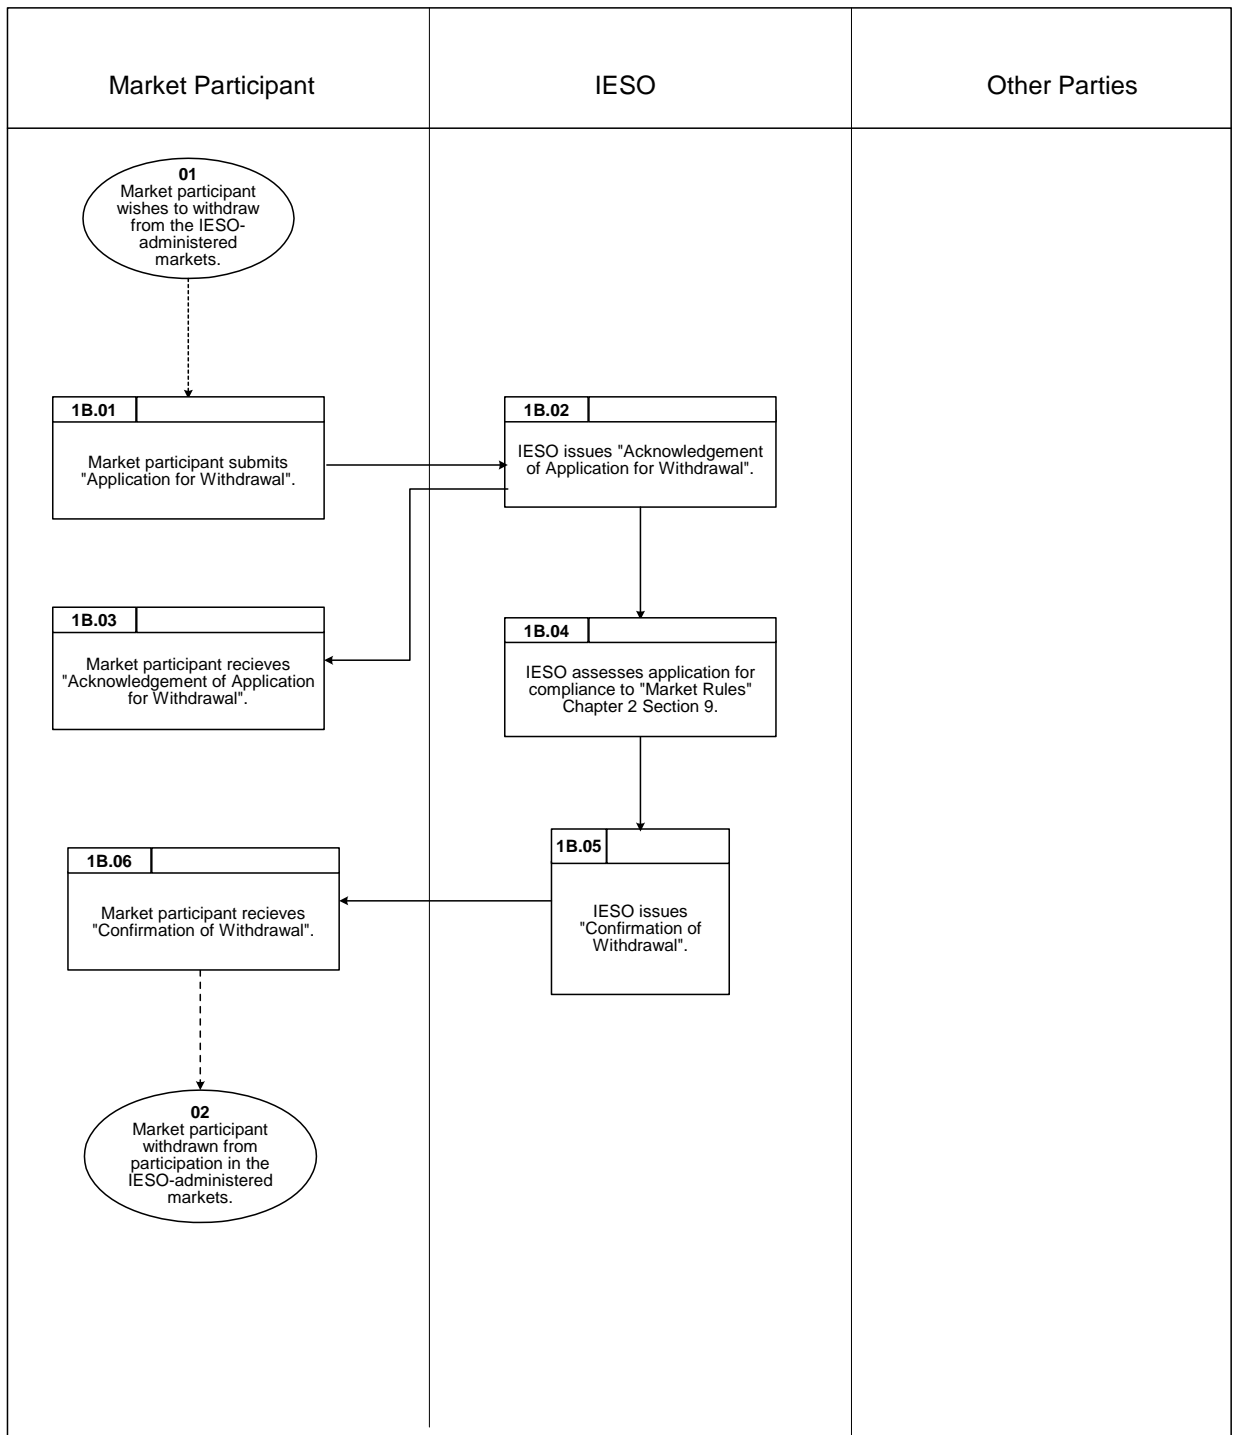 Market Participant
IESO
Other Parties
01
Market participant
wishes to withdraw
from the IESO-
administered
markets.
1B.01
Market participant submits
"Application for Withdrawal".
1B.02
IESO issues "Acknowledgement
of Application for Withdrawal".
1B.03
Market participant recieves
"Acknowledgement of Application
for Withdrawal".
1B.04
IESO assesses application for
compliance to "Market Rules"
Chapter 2 Section 9.
1B.05
IESO issues
"Confirmation of
Withdrawal".
1B.06
Market participant recieves
"Confirmation of Withdrawal".
02
Market participant
withdrawn from
participation in the
IESO-administered
markets.